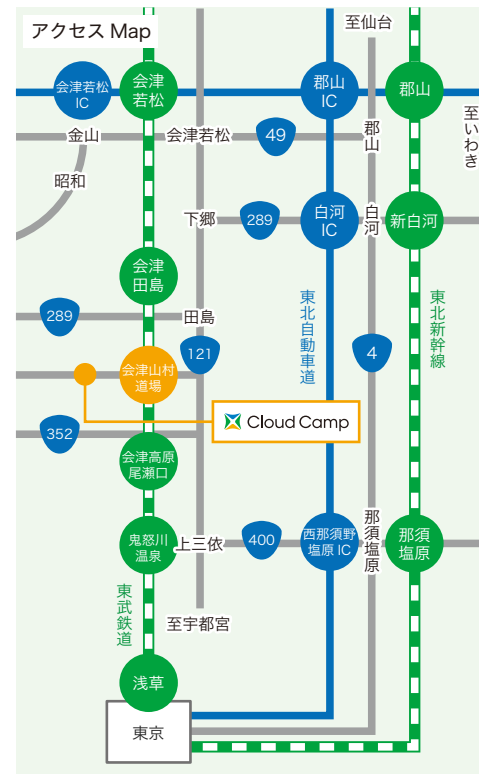 アクセス Map
至仙台
会津若松
IC
会津
若松
郡山
IC
郡山
至いわき
金山
会津若松
49
郡山
昭和
下郷
289
白河
IC
白河
新白河
会津
田島
289
田島
東北自動車道
東北新幹線
121
4
会津山村
道場
Cloud Camp
352
会津高原
尾瀬口
鬼怒川
温泉
上三依
400
西那須野
塩原 IC
那須塩原
那須
塩原
東武鉄道
至宇都宮
浅草
東京